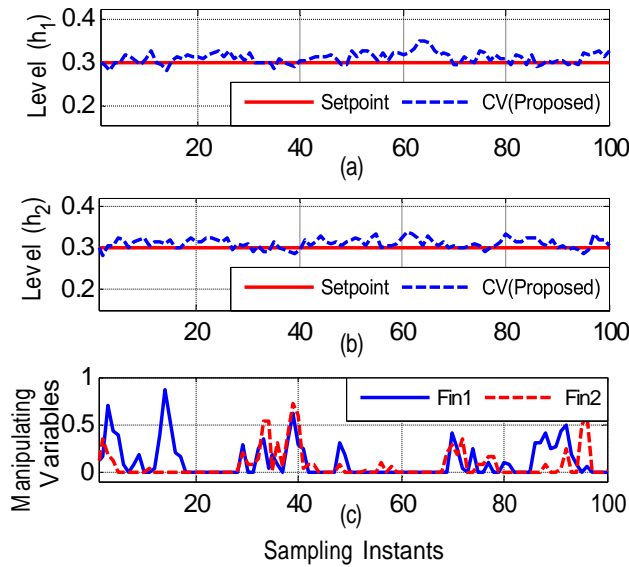 0.4
0.3
0.2
Level (h1)
Setpoint CV(Proposed)
20 40 60 80 100
(a)
0.4
0.3
0.2
Level (h2)
Setpoint CV(Proposed)
20 40 60 80 100
(b)
1
0.5
0
Manipulating
Variables
Fin1 Fin2
20 40 60 80 100
(c)
Sampling Instants